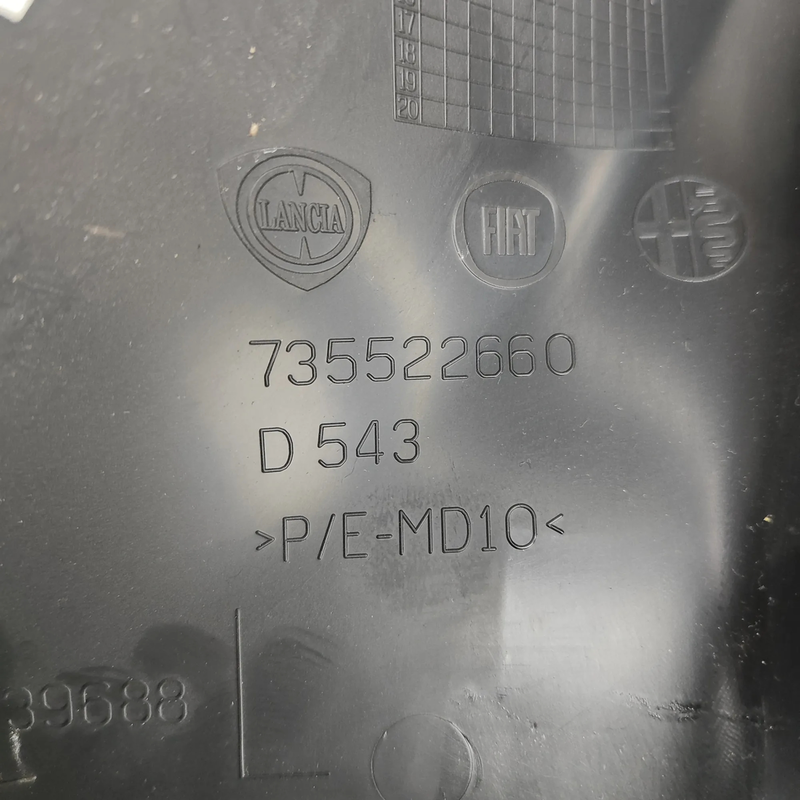 17
18
19
20
LANCIA FIAT
735522660
D 543
>P/E-MD10<
39688